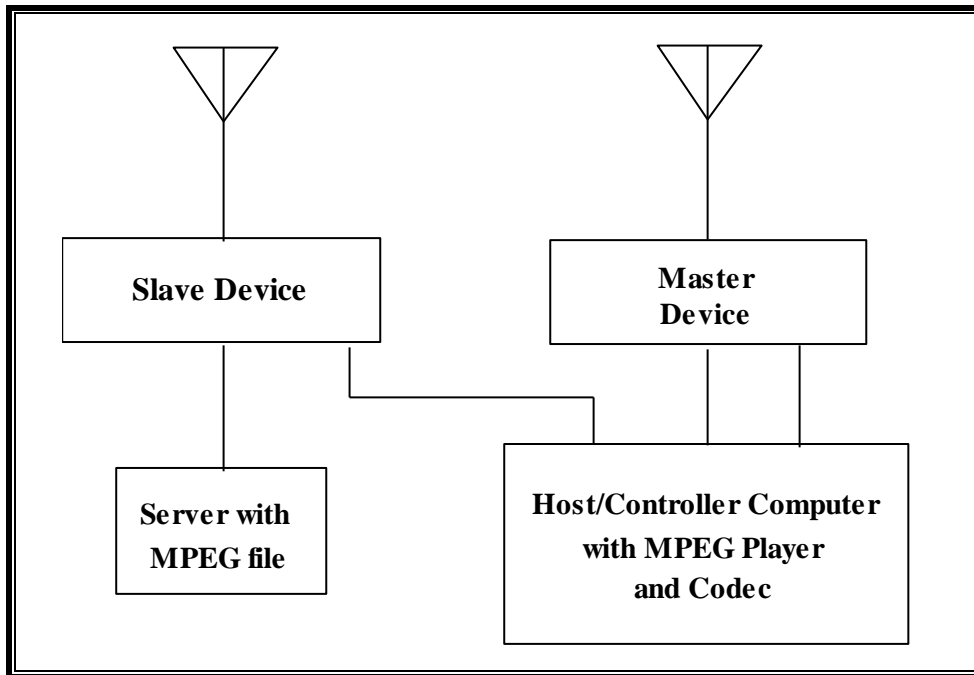 Slave Device
Master
Device
Server with
MPEG file
Host/Controller Computer
with MPEG Player
and Codec